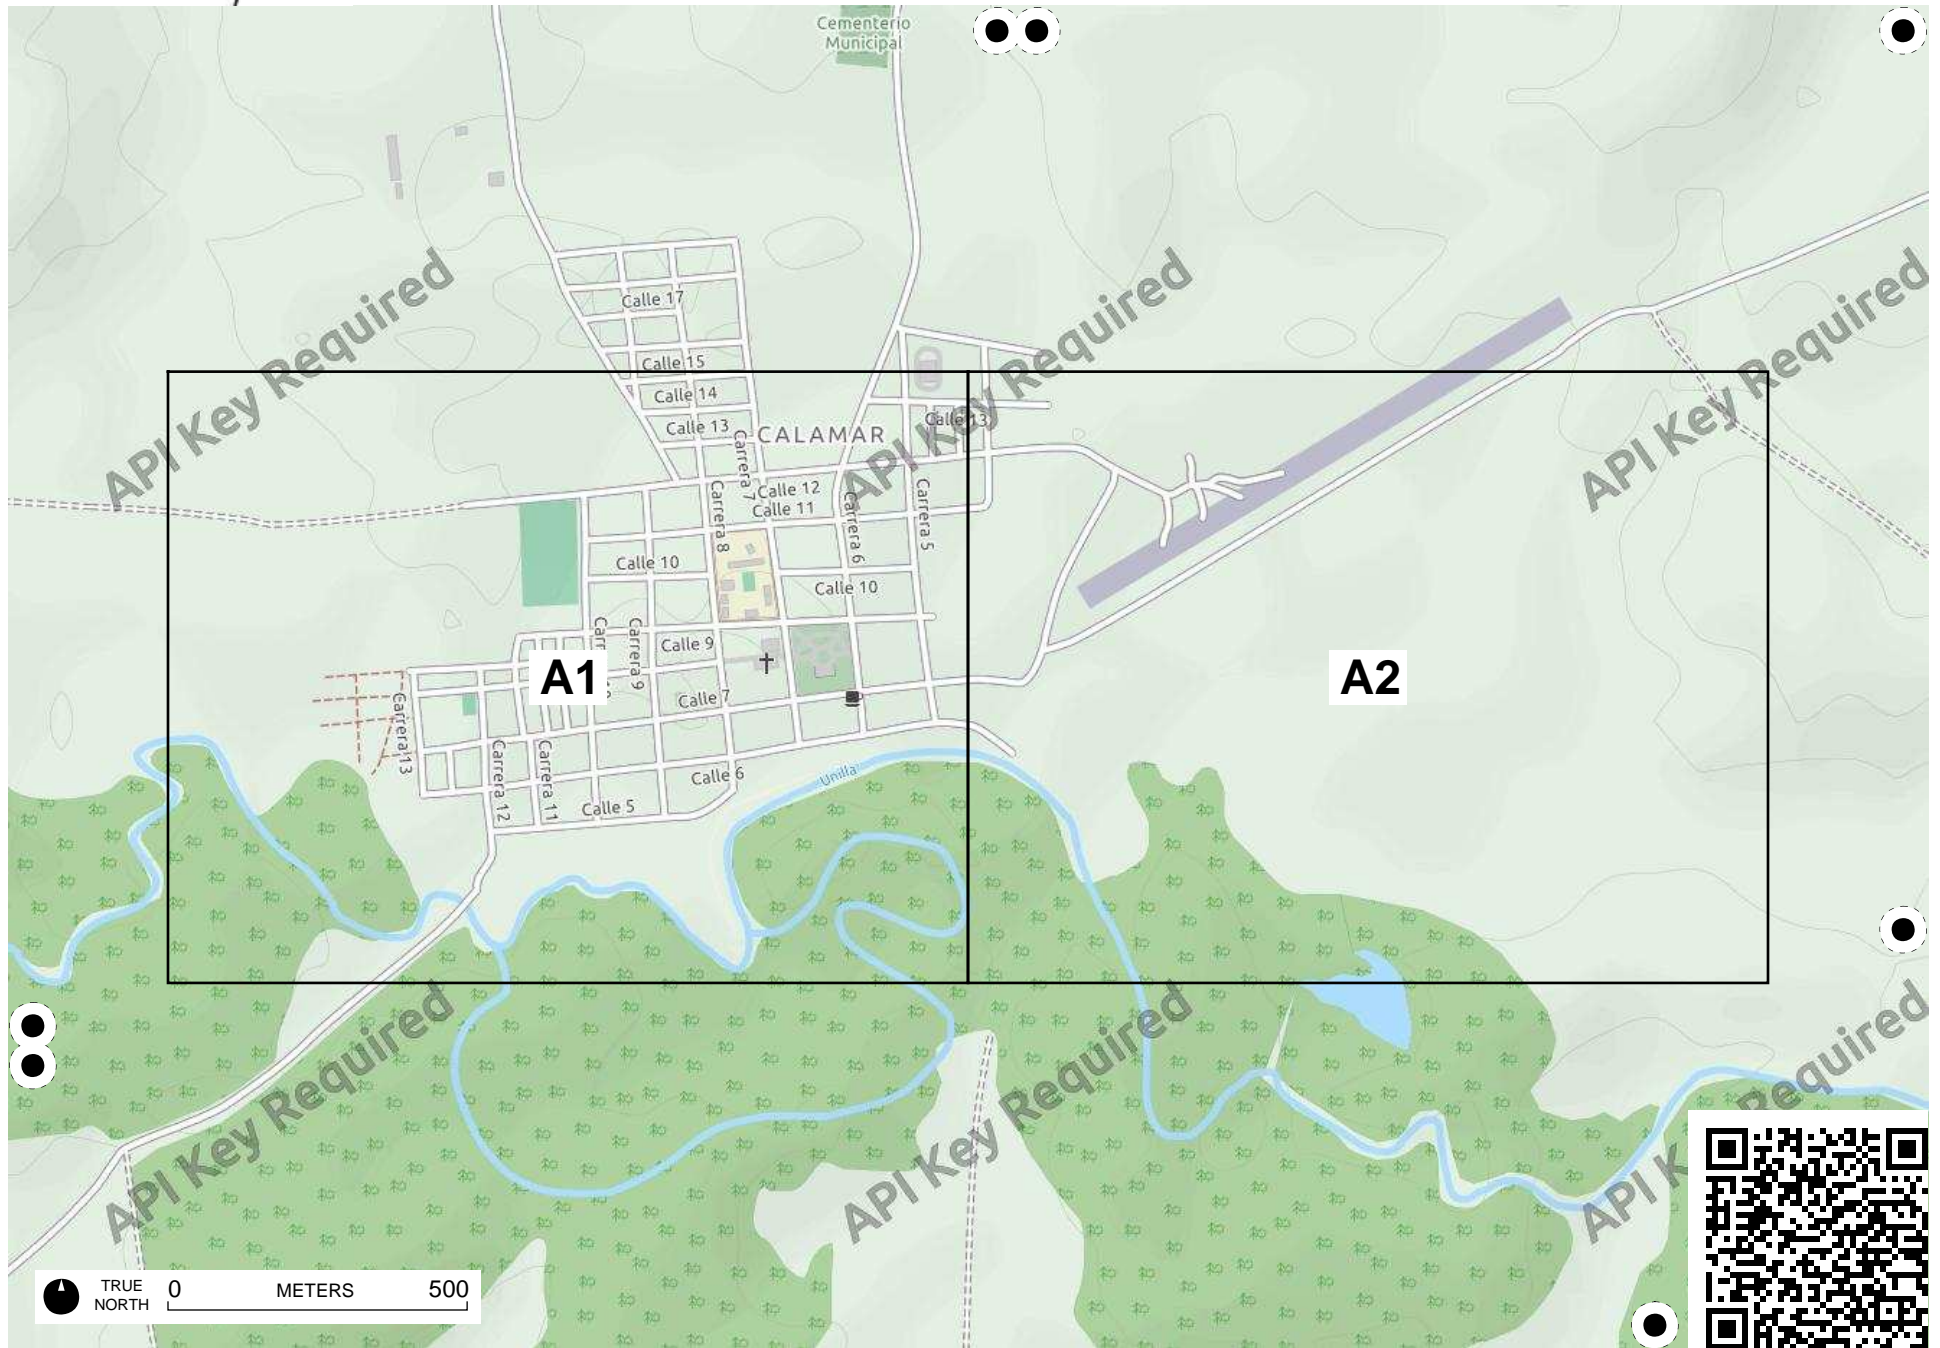 Cementerio
Municipal
API Key Required
API Key Required
API Key Required
Calle 17
Calle 15
Calle 14
Calle 13
Calle 13
CALAMAR
Carrera 7
Calle 12
Calle 11
Carrera 8
Carrera 6
Carrera 5
Calle 10
Calle 10
Calle 9
Carrera 9
A1
A2
Calle 7
Carrera 13
Carrera 12
Carrera 11
Calle 6
Calle 5
Unilla
API Key Required
API Key Required
API Key Required
TRUE
NORTH
0 METERS 500